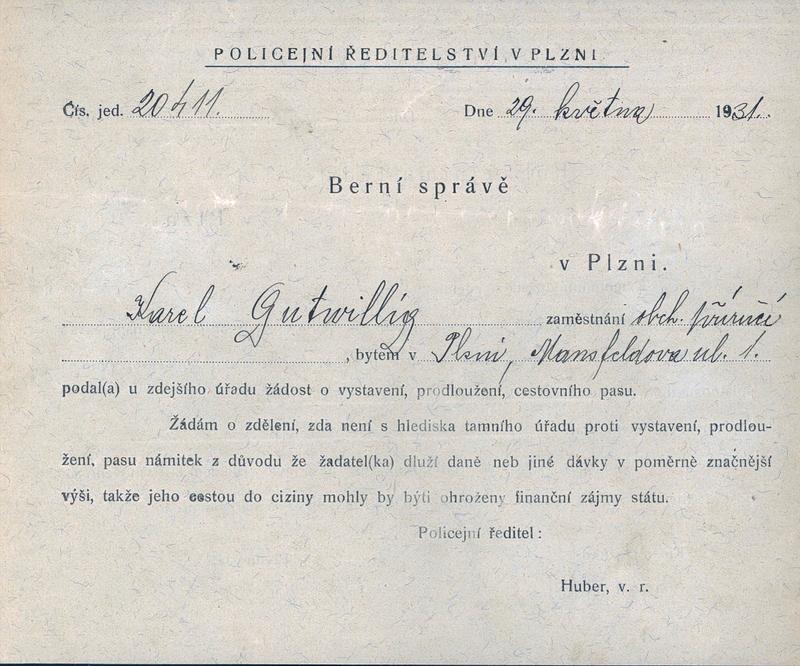 POLICEJNÍ ŘEDITELSTVÍ V PLZNI
Čís. jed. 20411. Dne 29. května 1931.
Berní správě
v Plzni.
Karel Gutwillig zaměstnání obch. příručí
, bytem v Plzni, Mansfeldova ul. 1.
podal(a) u zdejšího úřadu žádost o vystavení, prodloužení, cestovního pasu.
Žádám o zdělení, zda není s hlediska tamního úřadu proti vystavení, prodlou-
žení, pasu námitek z důvodu že žadatel(ka) dluží daně neb jiné dávky v poměrně značnější
výši, takže jeho cestou do ciziny mohly by býti ohroženy finanční zájmy státu.
Policejní ředitel:
Huber, v. r.